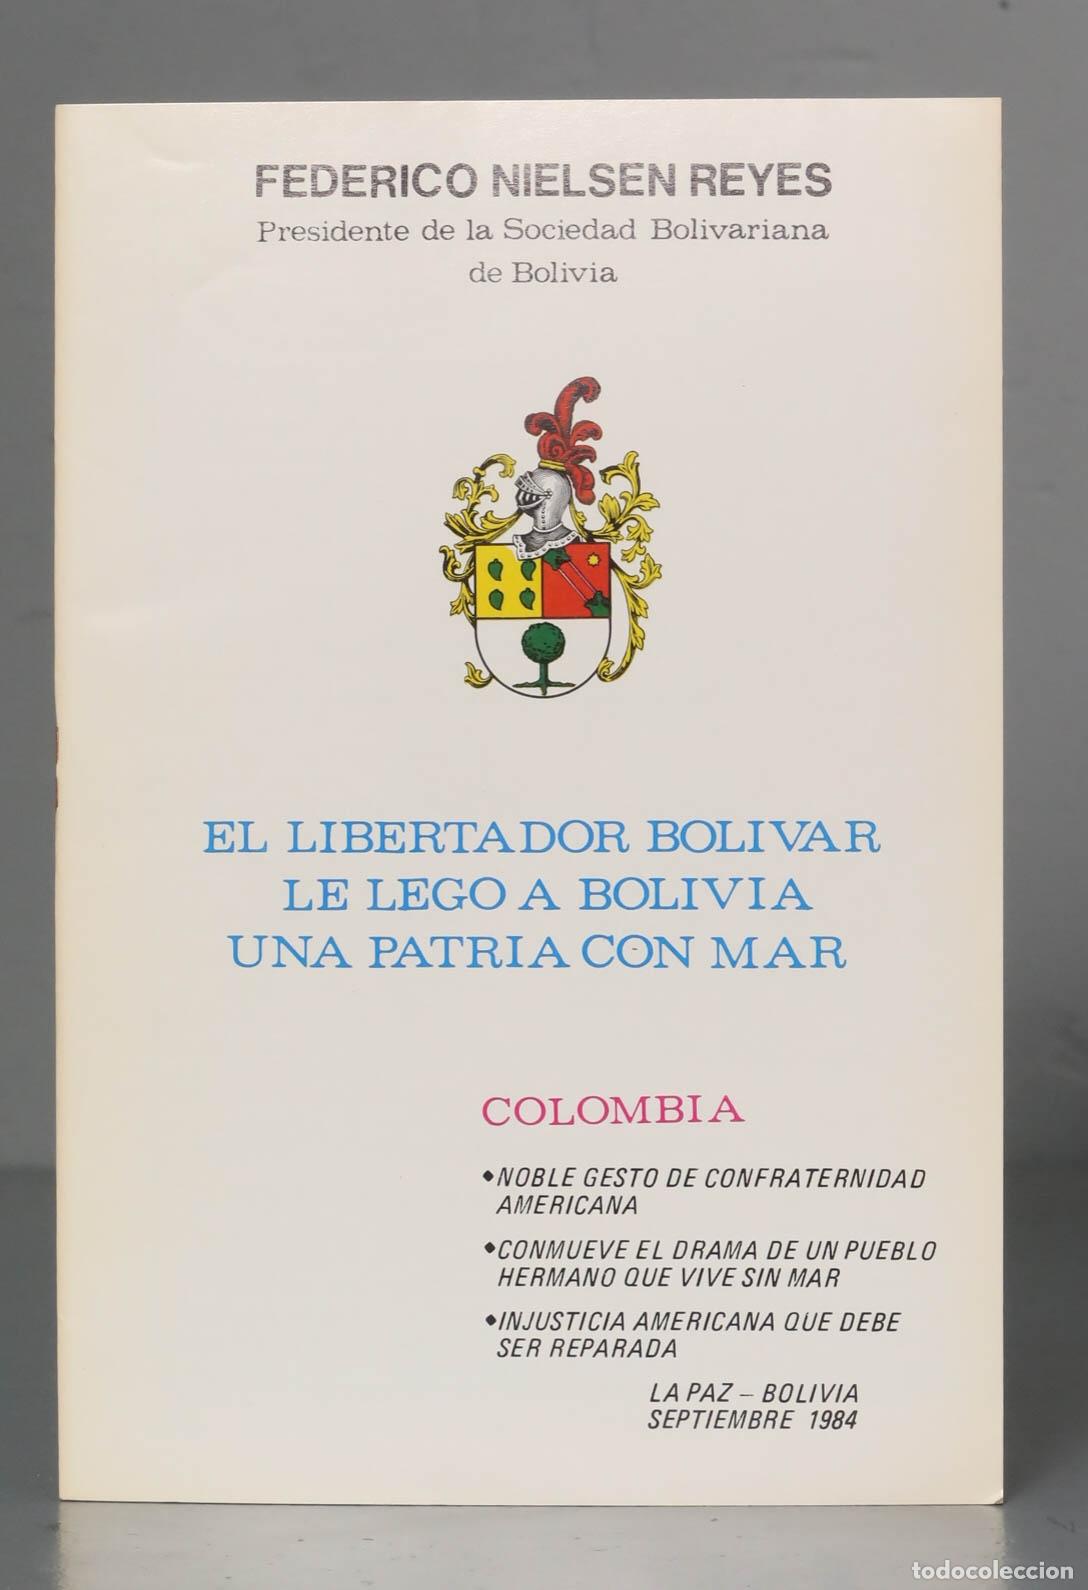 FEDERICO NIELSEN REYES
Presidente de la Sociedad Bolivariana
de Bolivia
EL LIBERTADOR BOLIVAR
LE LEGO A BOLIVIA
UNA PATRIA CON MAR
COLOMBIA
•NOBLE GESTO DE CONFRATERNIDAD
AMERICANA
•CONMUEVE EL DRAMA DE UN PUEBLO
HERMANO QUE VIVE SIN MAR
•INJUSTICIA AMERICANA QUE DEBE
SER REPARADA
LA PAZ – BOLIVIA
SEPTIEMBRE 1984
todocoleccion